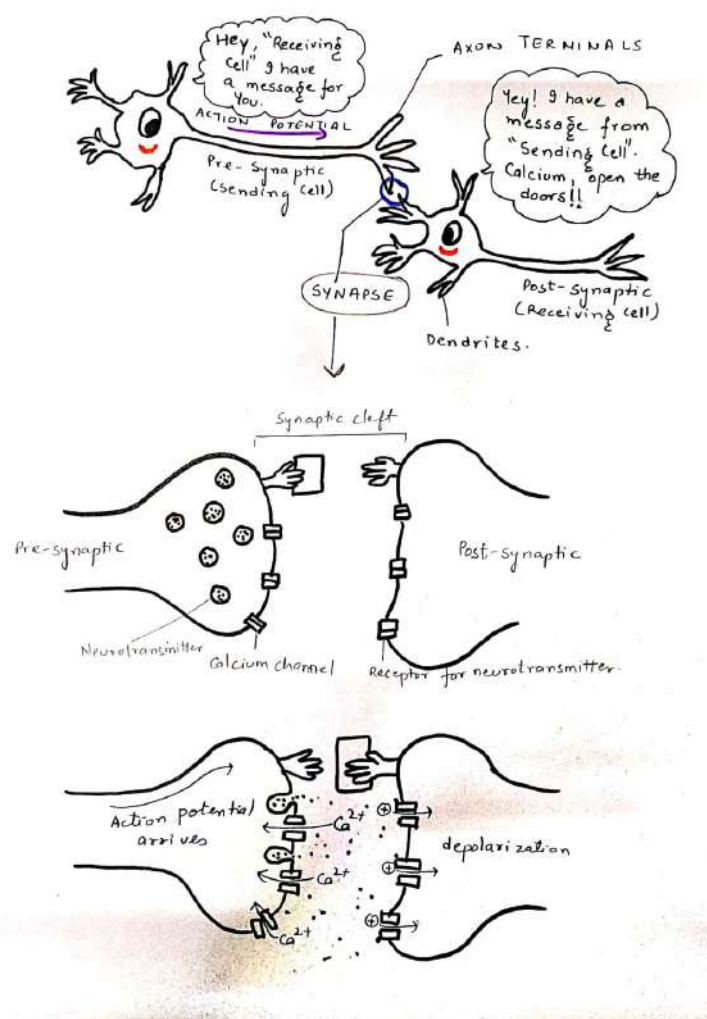 Hey, "Receiving
Cell" I have
a message for
you.
AXON TERMINALS
Yey! I have a
message from
"Sending Cell".
Calcium, open the
doors!!
ACTION POTENTIAL
Pre-Synaptic
(Sending cell)
SYNAPSE
Post-synaptic
(Receiving cell)
Dendrites.
Synaptic cleft
Pre-synaptic
Post-synaptic
Neurotransmitter
Calcium channel
Receptor for neurotransmitter.
Action potential
arrives
Ca2+
Ca2+
Ca2+
+
+
+
depolarization